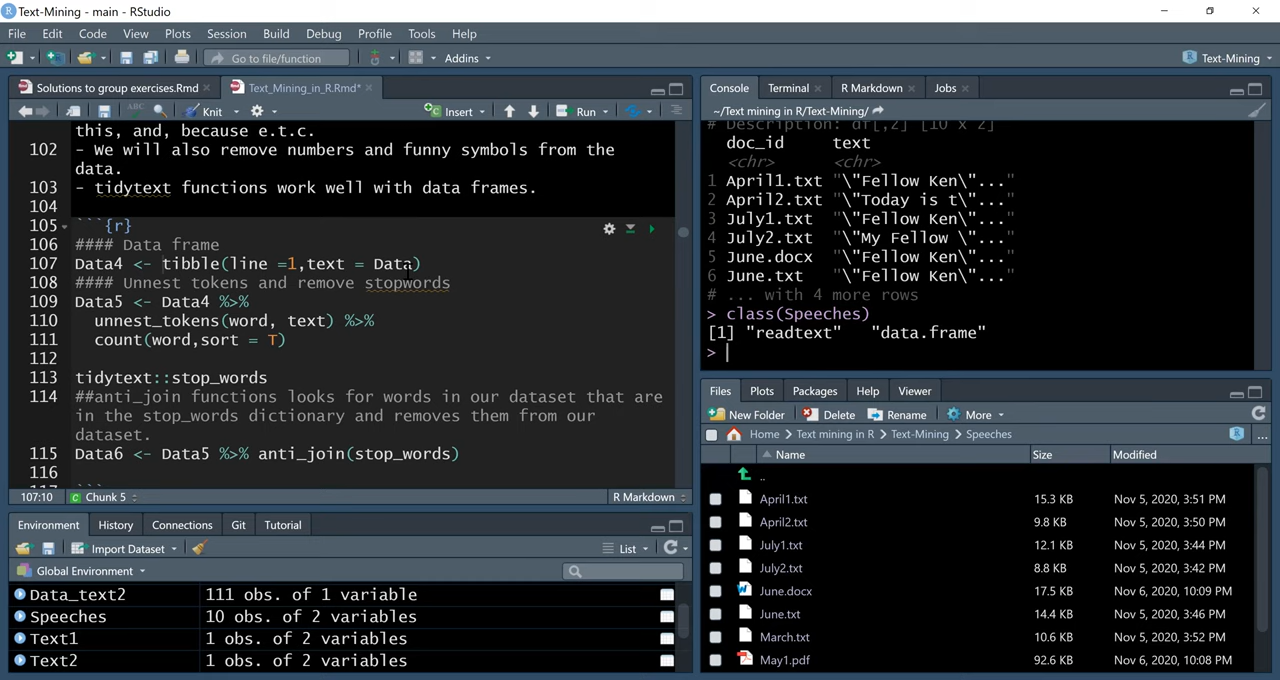 Text-Mining - main - RStudio
File Edit Code View Plots Session Build Debug Profile Tools Help
Go to file/function Addins Text-Mining
Solutions to group exercises.Rmd Text_Mining_in_R.Rmd*
ABC Knit Insert Run
this, and, because e.t.c.
102 - We will also remove numbers and funny symbols from the
data.
103 - tidytext functions work well with data frames.
104
105 ```{r}
106 #### Data frame
107 Data4 <- tibble(line =1,text = Data)
108 #### Unnest tokens and remove stopwords
109 Data5 <- Data4 %>%
110 unnest_tokens(word, text) %>%
111 count(word,sort = T)
112
113 tidytext::stop_words
114 ##anti_join functions looks for words in our dataset that are
in the stop_words dictionary and removes them from our
dataset.
115 Data6 <- Data5 %>% anti_join(stop_words)
116
117 ```
107:10 Chunk 5 R Markdown
Environment History Connections Git Tutorial
Import Dataset List
Global Environment
Data_text2 111 obs. of 1 variable
Speeches 10 obs. of 2 variables
Text1 1 obs. of 2 variables
Text2 1 obs. of 2 variables
Console Terminal R Markdown Jobs
~/Text mining in R/Text-Mining/
# Description: df[,2] [10 x 2]
doc_id text
<chr> <chr>
1 April1.txt "\"Fellow Ken\"..."
2 April2.txt "\"Today is t\"..."
3 July1.txt "\"Fellow Ken\"..."
4 July2.txt "\"My Fellow \"..."
5 June.docx "\"Fellow Ken\"..."
6 June.txt "\"Fellow Ken\"..."
# ... with 4 more rows
> class(Speeches)
[1] "readtext" "data.frame"
>
Files Plots Packages Help Viewer
New Folder Delete Rename More
Home > Text mining in R > Text-Mining > Speeches
Name Size Modified
..
April1.txt 15.3 KB Nov 5, 2020, 3:51 PM
April2.txt 9.8 KB Nov 5, 2020, 3:50 PM
July1.txt 12.1 KB Nov 5, 2020, 3:44 PM
July2.txt 8.8 KB Nov 5, 2020, 3:42 PM
June.docx 17.5 KB Nov 6, 2020, 10:09 PM
June.txt 14.4 KB Nov 5, 2020, 3:46 PM
March.txt 10.6 KB Nov 5, 2020, 3:52 PM
May1.pdf 92.6 KB Nov 6, 2020, 10:08 PM